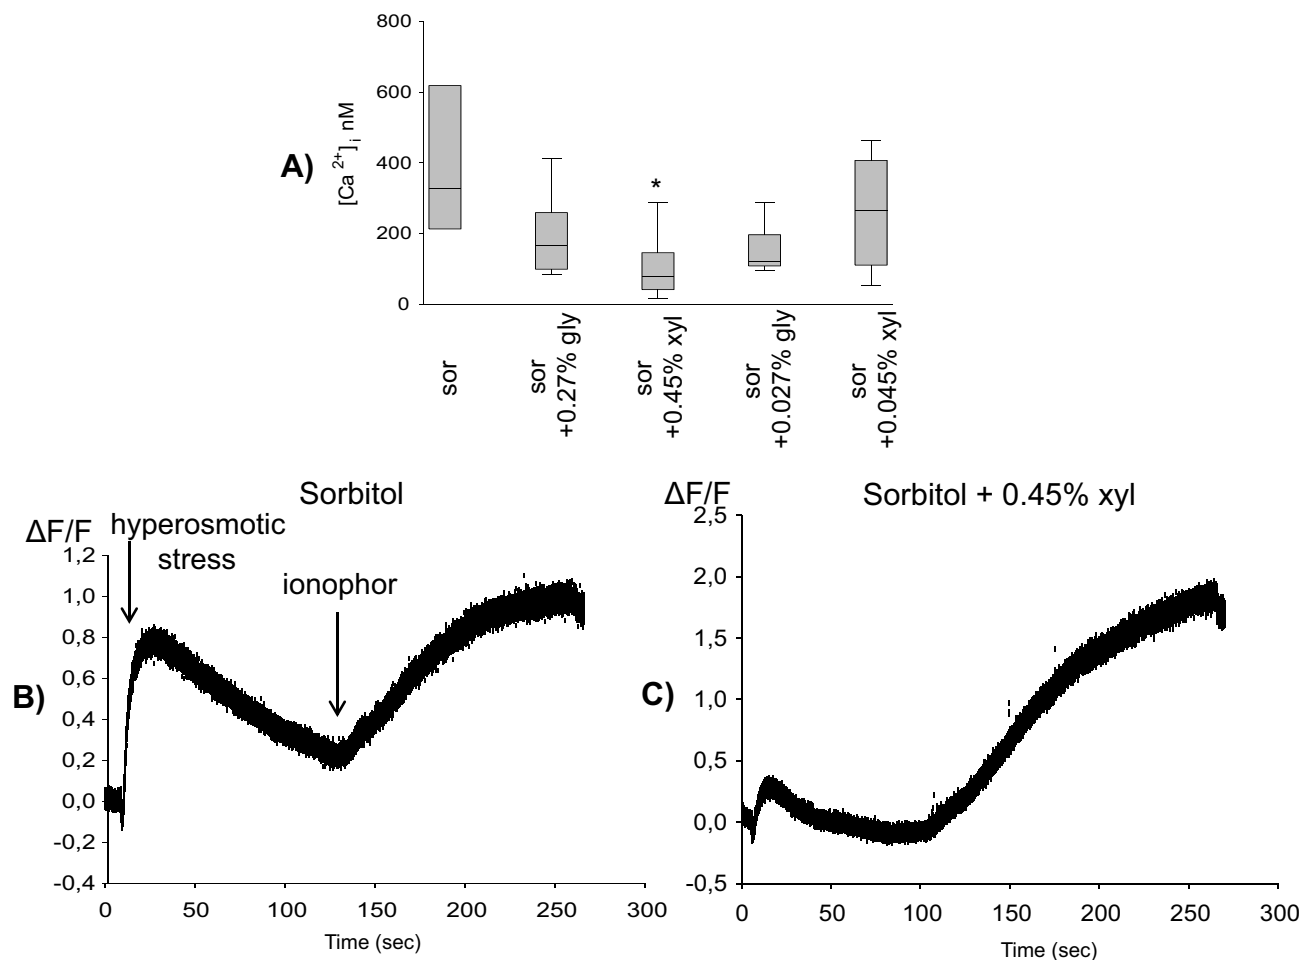 800
600
400
200
0
[Ca 2+]i nM
A)
*
sor
sor
+0.27% gly
sor
+0.45% xyl
sor
+0.027% gly
sor
+0.045% xyl
Sorbitol
ΔF/F
hyperosmotic
stress
ionophor
1,2
1,0
0,8
0,6
0,4
0,2
0,0
-0,2
-0,4
B)
0 50 100 150 200 250 300
Time (sec)
ΔF/F
Sorbitol + 0.45% xyl
2,5
2,0
1,5
1,0
0,5
0,0
-0,5
C)
0 50 100 150 200 250 300
Time (sec)